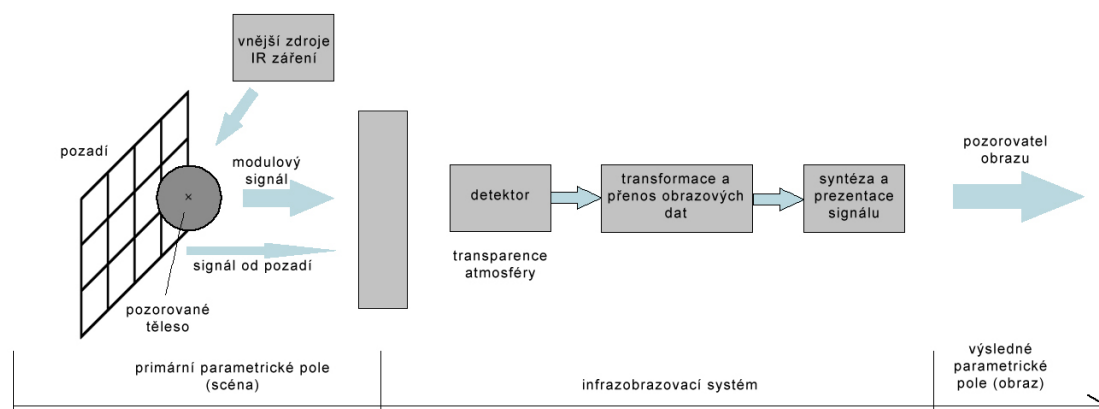 vnější zdroje
IR záření
pozadí
modulový
signál
signál od pozadí
pozorované
těleso
detektor
transparence
atmosféry
transformace a
přenos obrazových
dat
syntéza a
prezentace
signálu
pozorovatel
obrazu
primární parametrické pole
(scéna)
infrazobrazovací systém
výsledné
parametrické
pole (obraz)